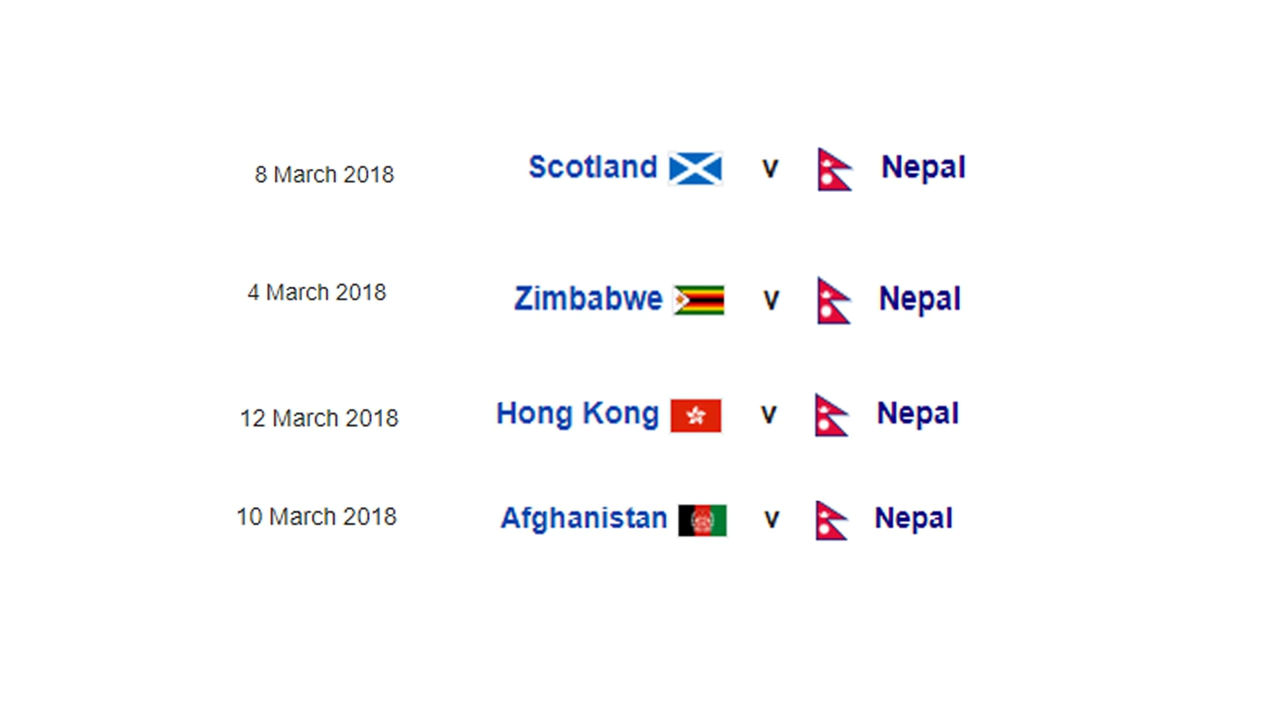 8 March 2018 Scotland v Nepal
4 March 2018 Zimbabwe v Nepal
12 March 2018 Hong Kong v Nepal
10 March 2018 Afghanistan v Nepal